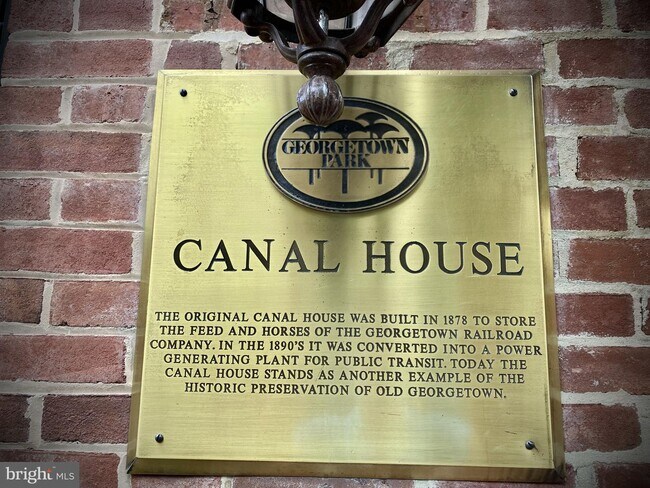 GEORGETOWN
PARK
CANAL HOUSE
THE ORIGINAL CANAL HOUSE WAS BUILT IN 1878 TO STORE
THE FEED AND HORSES OF THE GEORGETOWN RAILROAD
COMPANY. IN THE 1890'S IT WAS CONVERTED INTO A POWER
GENERATING PLANT FOR PUBLIC TRANSIT. TODAY THE
CANAL HOUSE STANDS AS ANOTHER EXAMPLE OF THE
HISTORIC PRESERVATION OF OLD GEORGETOWN.
bright MLS